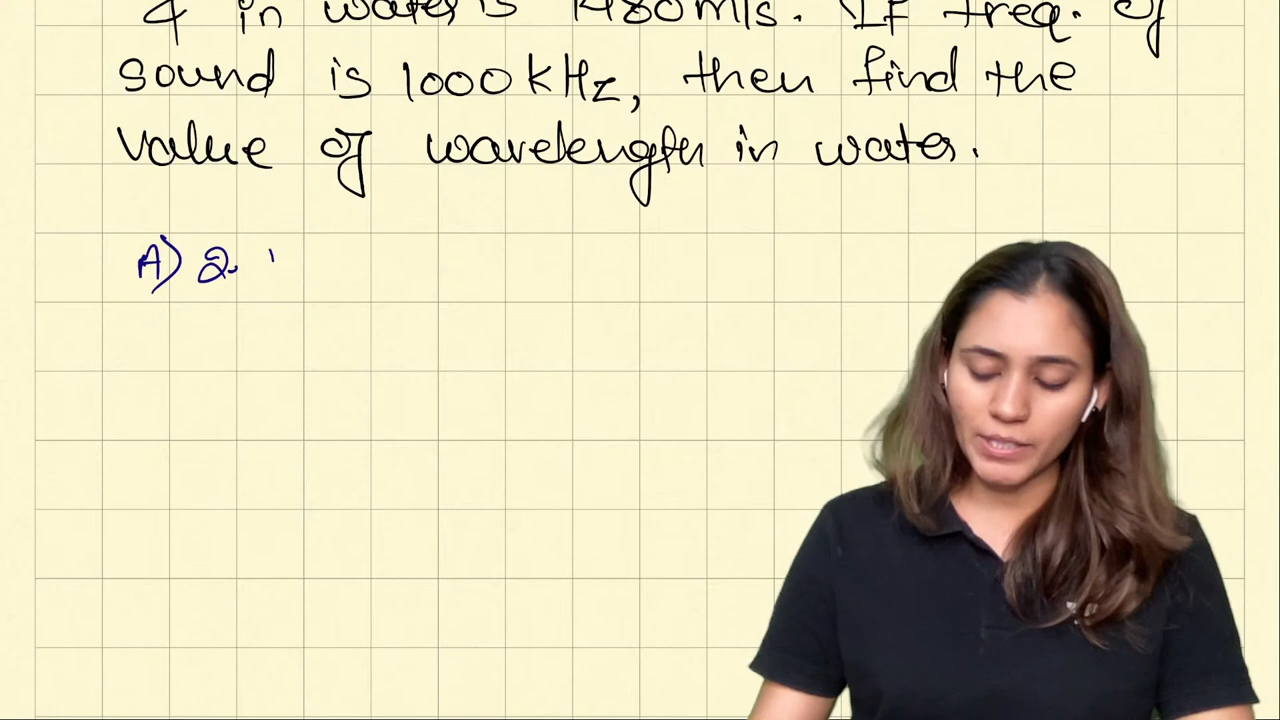 & in water is 1480m/s. If freq. of
sound is 1000kHz, then find the
value of wavelength in water.
A) 2.